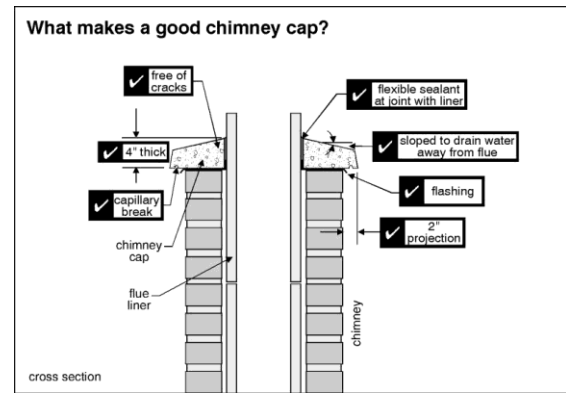 What makes a good chimney cap?
free of
cracks
flexible sealant
at joint with liner
4" thick
sloped to drain water
away from flue
capillary
break
flashing
2"
projection
chimney
cap
flue
liner
chimney
cross section